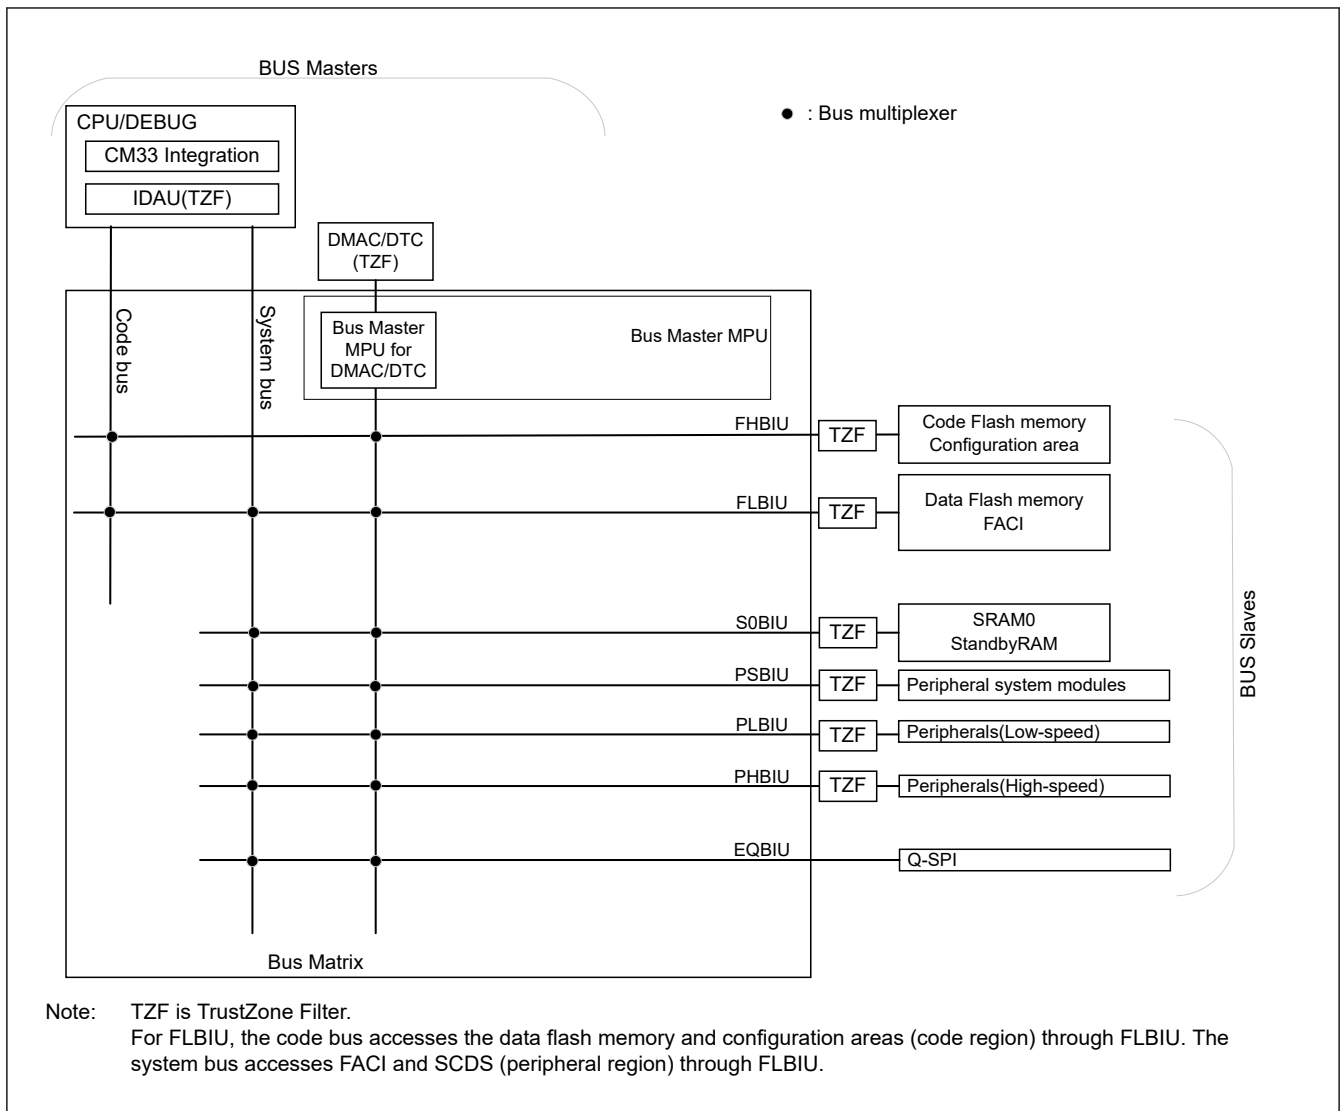 BUS Masters
CPU/DEBUG
CM33 Integration
IDAU(TZF)
: Bus multiplexer
DMAC/DTC
(TZF)
Code bus
System bus
Bus Master
MPU for
DMAC/DTC
Bus Master MPU
FHBIU
TZF
Code Flash memory
Configuration area
FLBIU
TZF
Data Flash memory
FACI
S0BIU
TZF
SRAM0
StandbyRAM
PSBIU
TZF
Peripheral system modules
PLBIU
TZF
Peripherals(Low-speed)
PHBIU
TZF
Peripherals(High-speed)
EQBIU
Q-SPI
BUS Slaves
Bus Matrix
Note: TZF is TrustZone Filter.
For FLBIU, the code bus accesses the data flash memory and configuration areas (code region) through FLBIU. The
system bus accesses FACI and SCDS (peripheral region) through FLBIU.